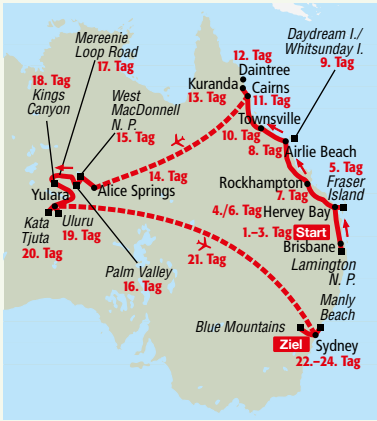 Mereenie
Loop Road
17. Tag
18. Tag
Kings
Canyon
West
MacDonnell
N. P.
15. Tag
12. Tag
Daintree
Kuranda
13. Tag
Cairns
11. Tag
Daydream I./
Whitsunday I.
9. Tag
Townsville
10. Tag
8. Tag
Airlie Beach
14. Tag
Alice Springs
Yulara
Kata
Tjuta
20. Tag
Uluru
19. Tag
Palm Valley
16. Tag
21. Tag
Rockhampton
7. Tag
5. Tag
Fraser
Island
4./6. Tag
Hervey Bay
1.–3. Tag
Start
Brisbane
Lamington
N. P.
Manly
Beach
Blue Mountains
Ziel
Sydney
22.–24. Tag